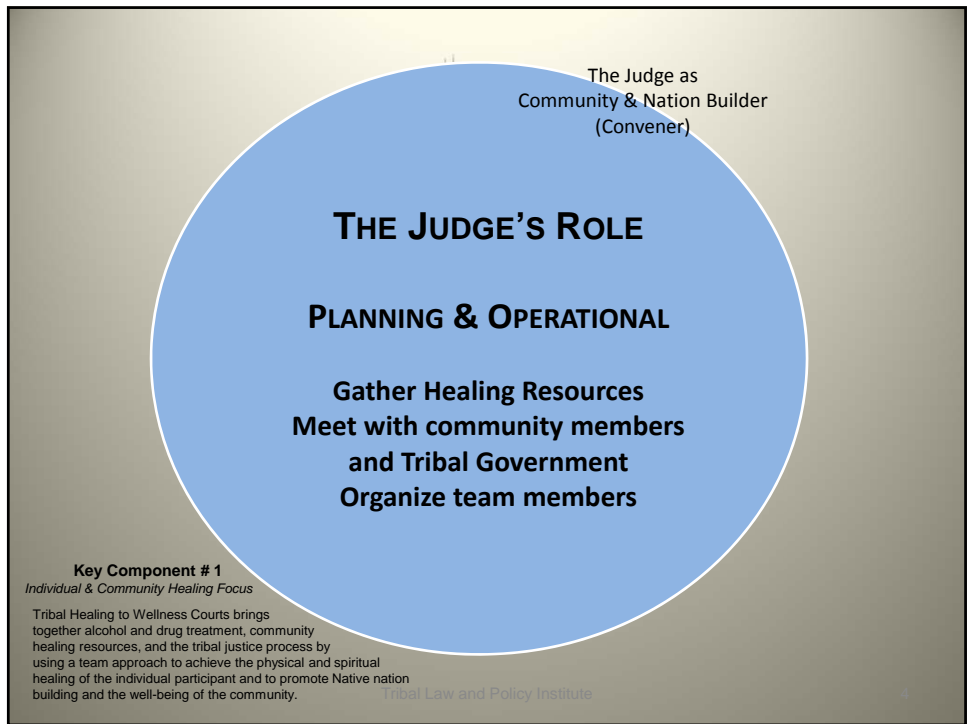 The Judge as
Community & Nation Builder
(Convener)
THE JUDGE'S ROLE
PLANNING & OPERATIONAL
Gather Healing Resources
Meet with community members
and Tribal Government
Organize team members
Key Component # 1
Individual & Community Healing Focus
Tribal Healing to Wellness Courts brings
together alcohol and drug treatment, community
healing resources, and the tribal justice process by
using a team approach to achieve the physical and spiritual
healing of the individual participant and to promote Native nation
building and the well-being of the community.
Tribal Law and Policy Institute
4